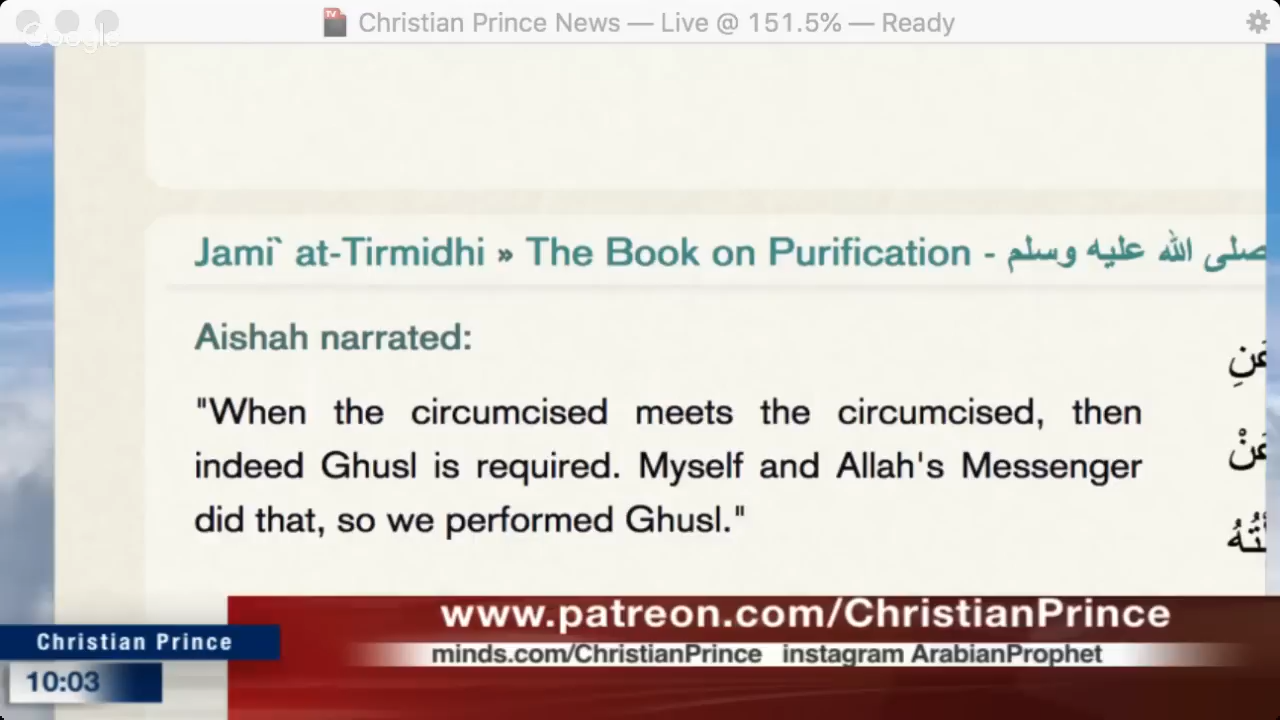 Christian Prince News — Live @ 151.5% — Ready
Google
Jami` at-Tirmidhi » The Book on Purification - صلى الله عليه وسلم
Aishah narrated:
"When the circumcised meets the circumcised, then
indeed Ghusl is required. Myself and Allah's Messenger
did that, so we performed Ghusl."
www.patreon.com/ChristianPrince
minds.com/ChristianPrince instagram ArabianProphet
Christian Prince
10:03